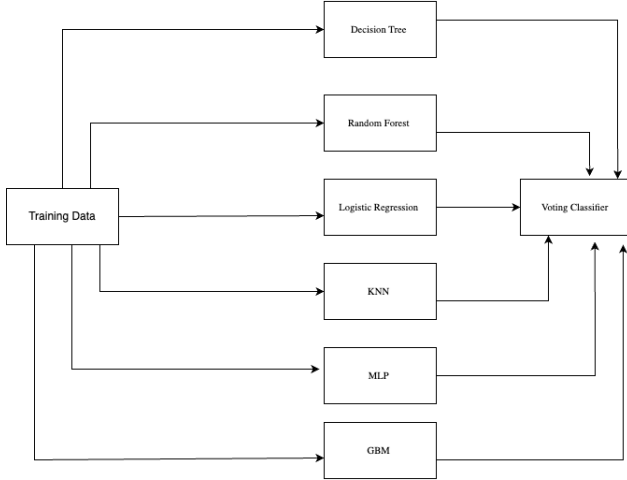 Decision Tree
Random Forest
Training Data
Logistic Regression
Voting Classifier
KNN
MLP
GBM